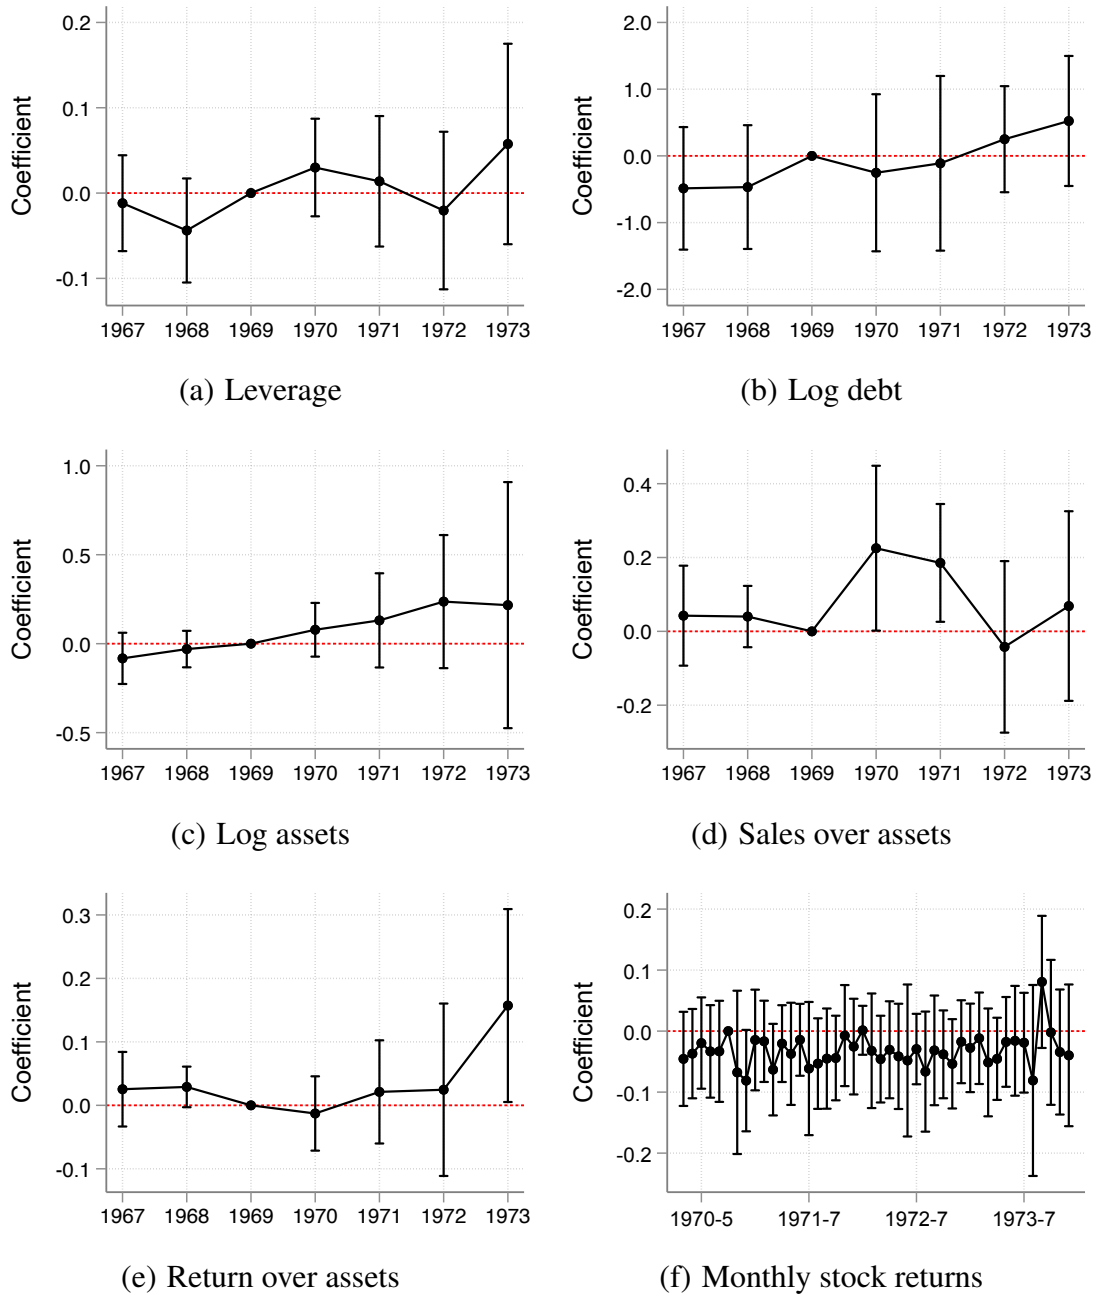 Coefficient
0.2
0.1
0.0
-0.1
1967 1968 1969 1970 1971 1972 1973
(a) Leverage
Coefficient
2.0
1.0
0.0
-1.0
-2.0
1967 1968 1969 1970 1971 1972 1973
(b) Log debt
Coefficient
1.0
0.5
0.0
-0.5
1967 1968 1969 1970 1971 1972 1973
(c) Log assets
Coefficient
0.4
0.2
0.0
-0.2
1967 1968 1969 1970 1971 1972 1973
(d) Sales over assets
Coefficient
0.3
0.2
0.1
0.0
-0.1
1967 1968 1969 1970 1971 1972 1973
(e) Return over assets
Coefficient
0.2
0.1
0.0
-0.1
-0.2
1970-5 1971-7 1972-7 1973-7
(f) Monthly stock returns